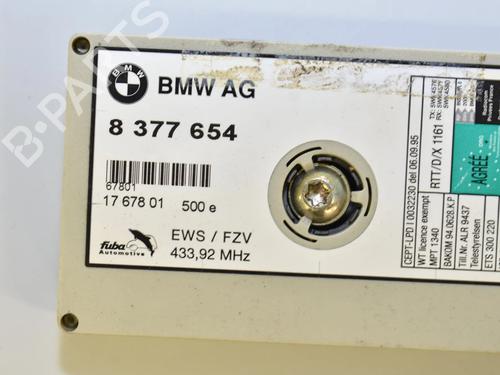 BMW
BMW AG
8 377 654
67801
17 678 01 500 e
fuba
Automotive
EWS / FZV
433,92 MHz
CEPT-LPD I 0032230 del 06.09.95
WT licence exempt
MPT 1340
BAKOM 94.0628.K.P
Till.Nr. ALR 9437
Telestyrelsen
ETS 300 220
RTT/D/X 1161
AGRÉÉ
B-PARTS